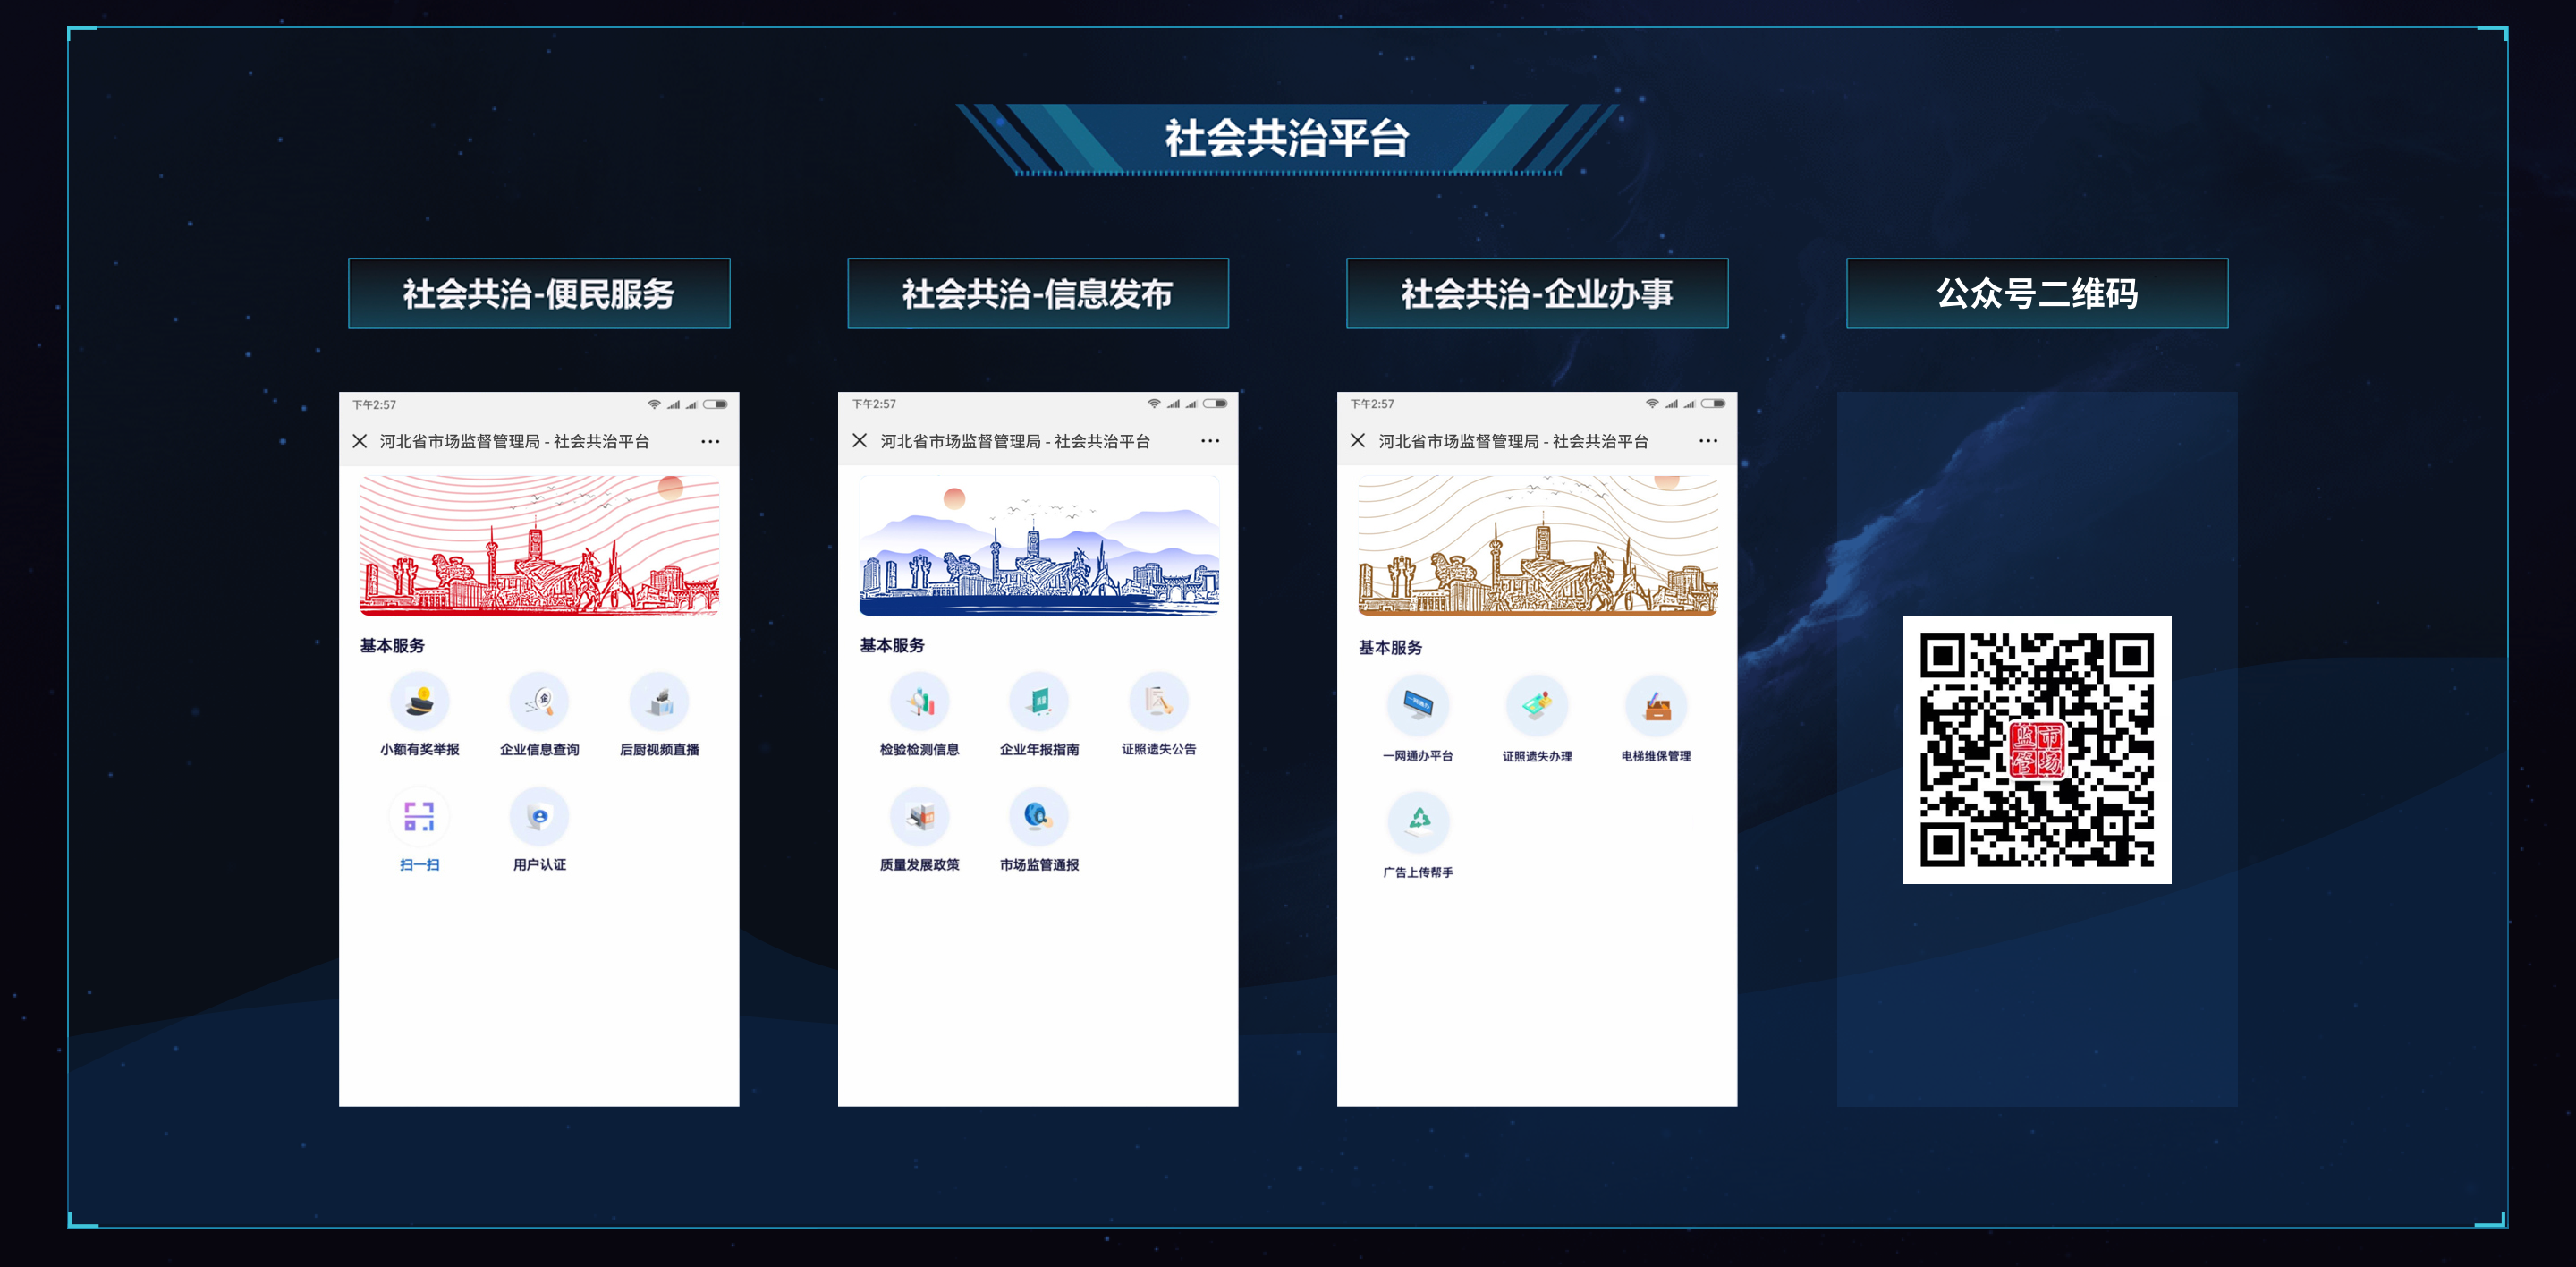 社会共治平台
社会共治-便民服务
下午2:57
河北省市场监督管理局 - 社会共治平台
基本服务
小额有奖举报 企业信息查询 后厨视频直播
扫一扫 用户认证
社会共治-信息发布
下午2:57
河北省市场监督管理局 - 社会共治平台
基本服务
检验检测信息 企业年报指南 证照遗失公告
质量发展政策 市场监管通报
社会共治-企业办事
下午2:57
河北省市场监督管理局 - 社会共治平台
基本服务
一网通办
一网通办平台 证照遗失办理 电梯维保管理
广告上传帮手
公众号二维码
市场
监管